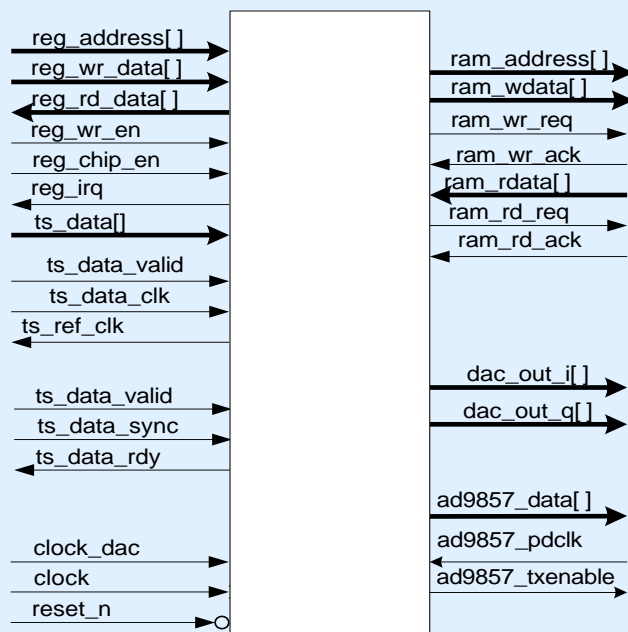 reg_address[ ]
reg_wr_data[ ]
reg_rd_data[ ]
reg_wr_en
reg_chip_en
reg_irq
ts_data[]
ts_data_valid
ts_data_clk
ts_ref_clk
ts_data_valid
ts_data_sync
ts_data_rdy
clock_dac
clock
reset_n
ram_address[ ]
ram_wdata[ ]
ram_wr_req
ram_wr_ack
ram_rdata[ ]
ram_rd_req
ram_rd_ack
dac_out_i[ ]
dac_out_q[ ]
ad9857_data[ ]
ad9857_pdclk
ad9857_txenable